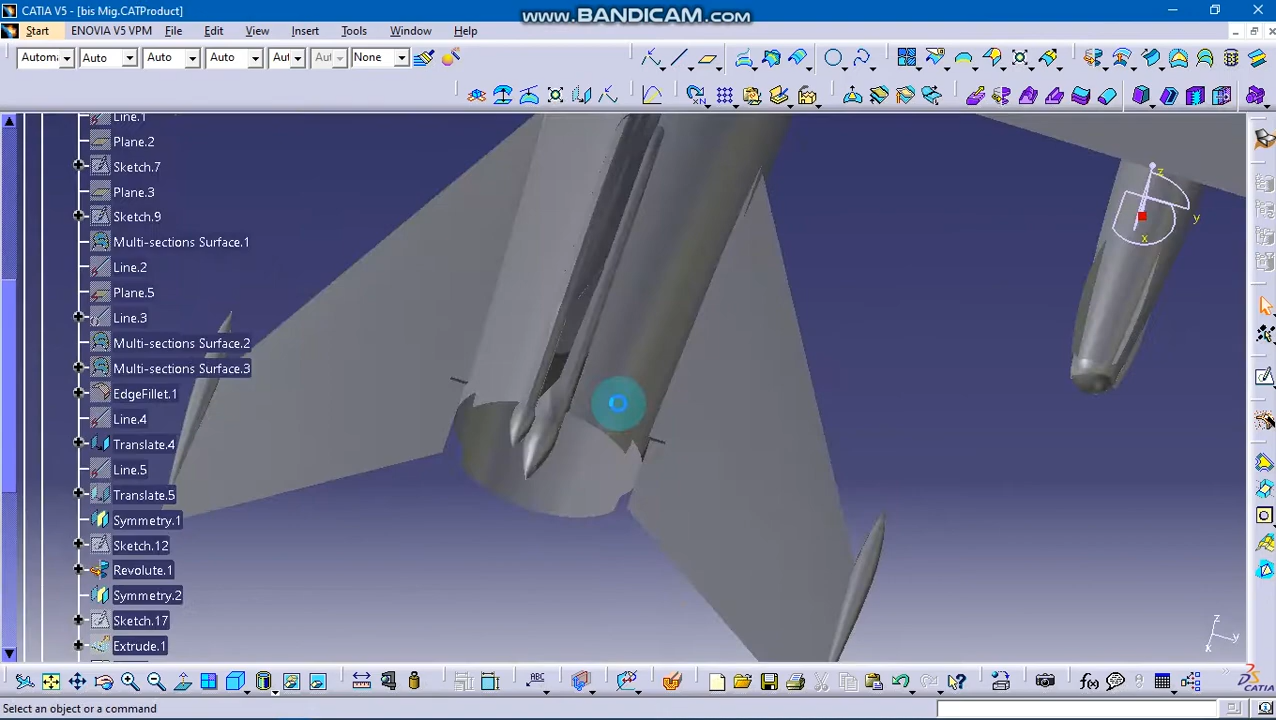 CATIA V5 - [bis Mig.CATProduct]
www.BANDICAM.com
Start ENOVIA V5 VPM File Edit View Insert Tools Window Help
Automa Auto Auto Auto Aut Aut None
Line.1
Plane.2
Sketch.7
Plane.3
Sketch.9
Multi-sections Surface.1
Line.2
Plane.5
Line.3
Multi-sections Surface.2
Multi-sections Surface.3
EdgeFillet.1
Line.4
Translate.4
Line.5
Translate.5
Symmetry.1
Sketch.12
Revolute.1
Symmetry.2
Sketch.17
Extrude.1
z
y
x
z
y
x
ABC
f(x)
DS
CATIA
Select an object or a command